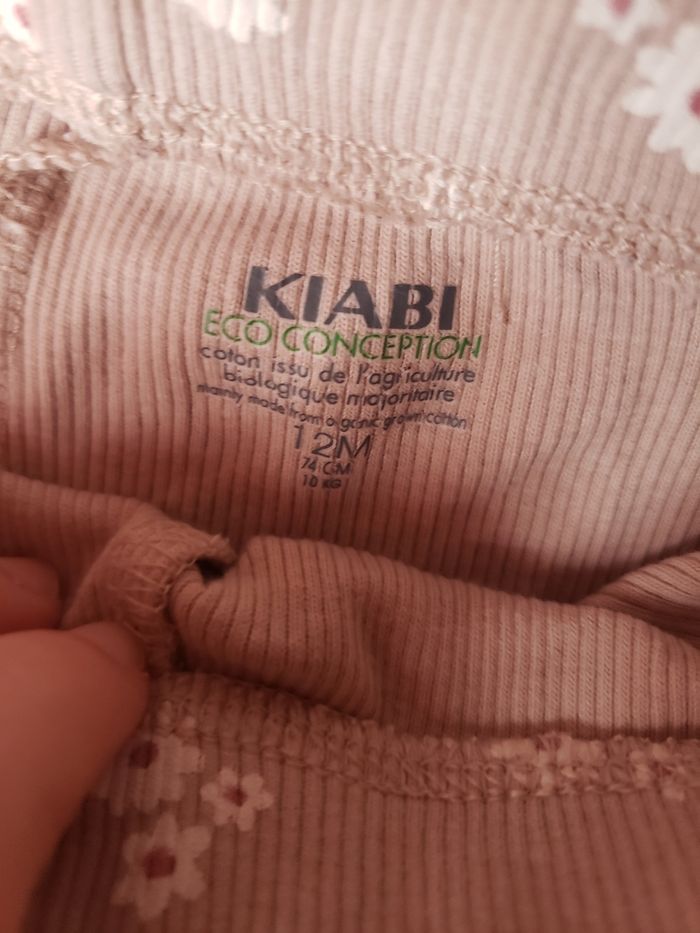 KIABI
ECO CONCEPTION
coton issu de l'agriculture
biologique majoritaire
mainly made from organic grown cotton
12M
74 CM
10 KG